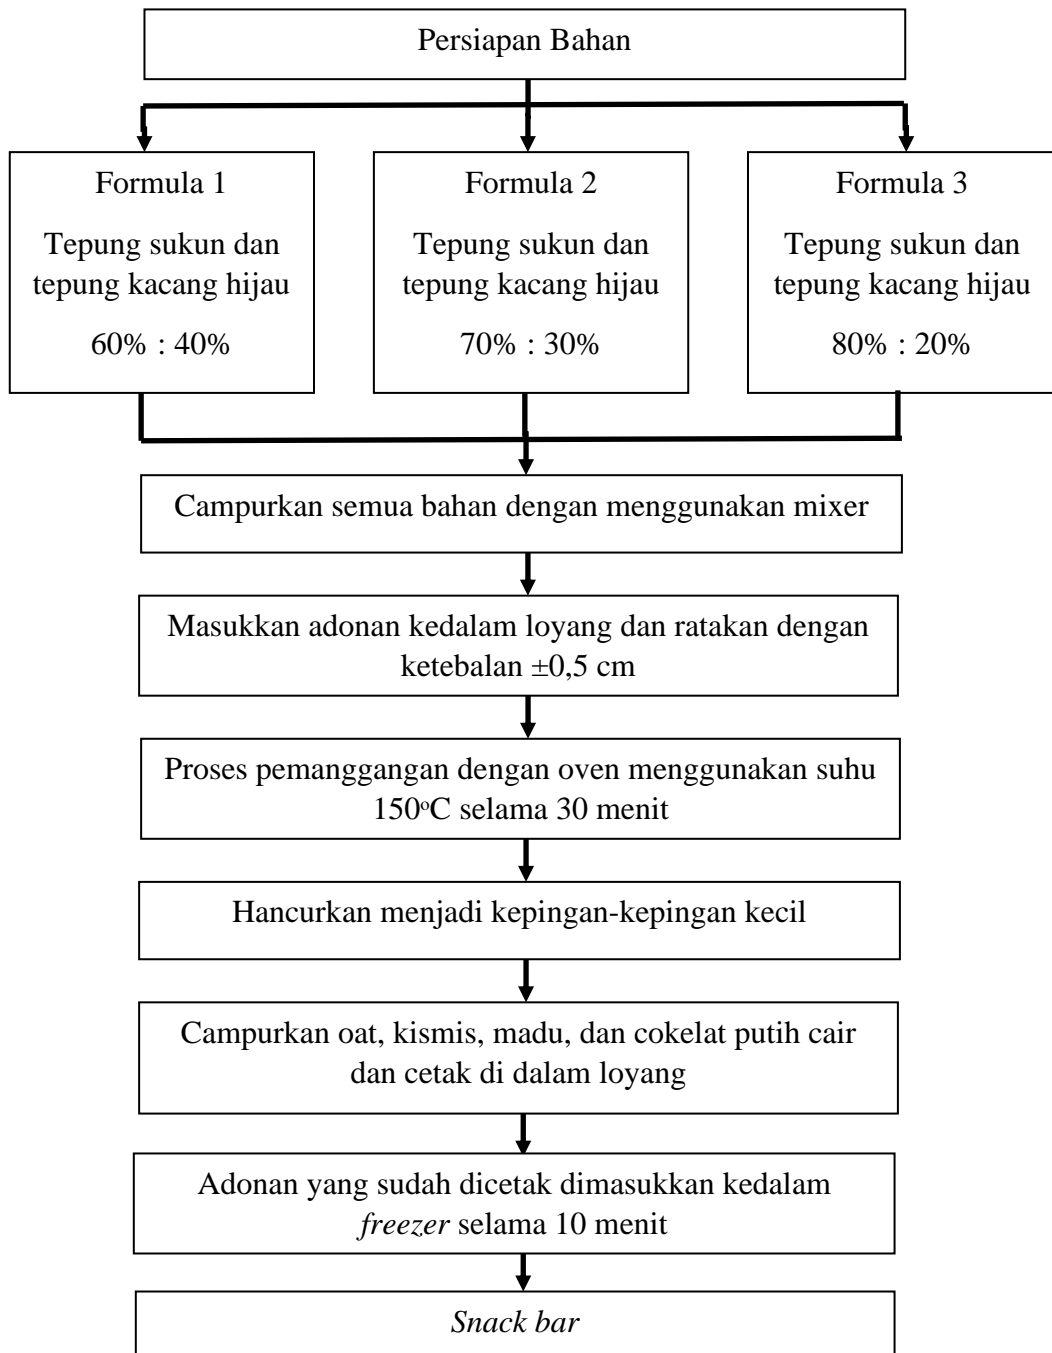 Persiapan Bahan
Formula 1
Tepung sukun dan
tepung kacang hijau
60% : 40%
Formula 2
Tepung sukun dan
tepung kacang hijau
70% : 30%
Formula 3
Tepung sukun dan
tepung kacang hijau
80% : 20%
Campurkan semua bahan dengan menggunakan mixer
Masukkan adonan kedalam loyang dan ratakan dengan
ketebalan ±0,5 cm
Proses pemanggangan dengan oven menggunakan suhu
150°C selama 30 menit
Hancurkan menjadi kepingan-kepingan kecil
Campurkan oat, kismis, madu, dan cokelat putih cair
dan cetak di dalam loyang
Adonan yang sudah dicetak dimasukkan kedalam
freezer selama 10 menit
Snack bar